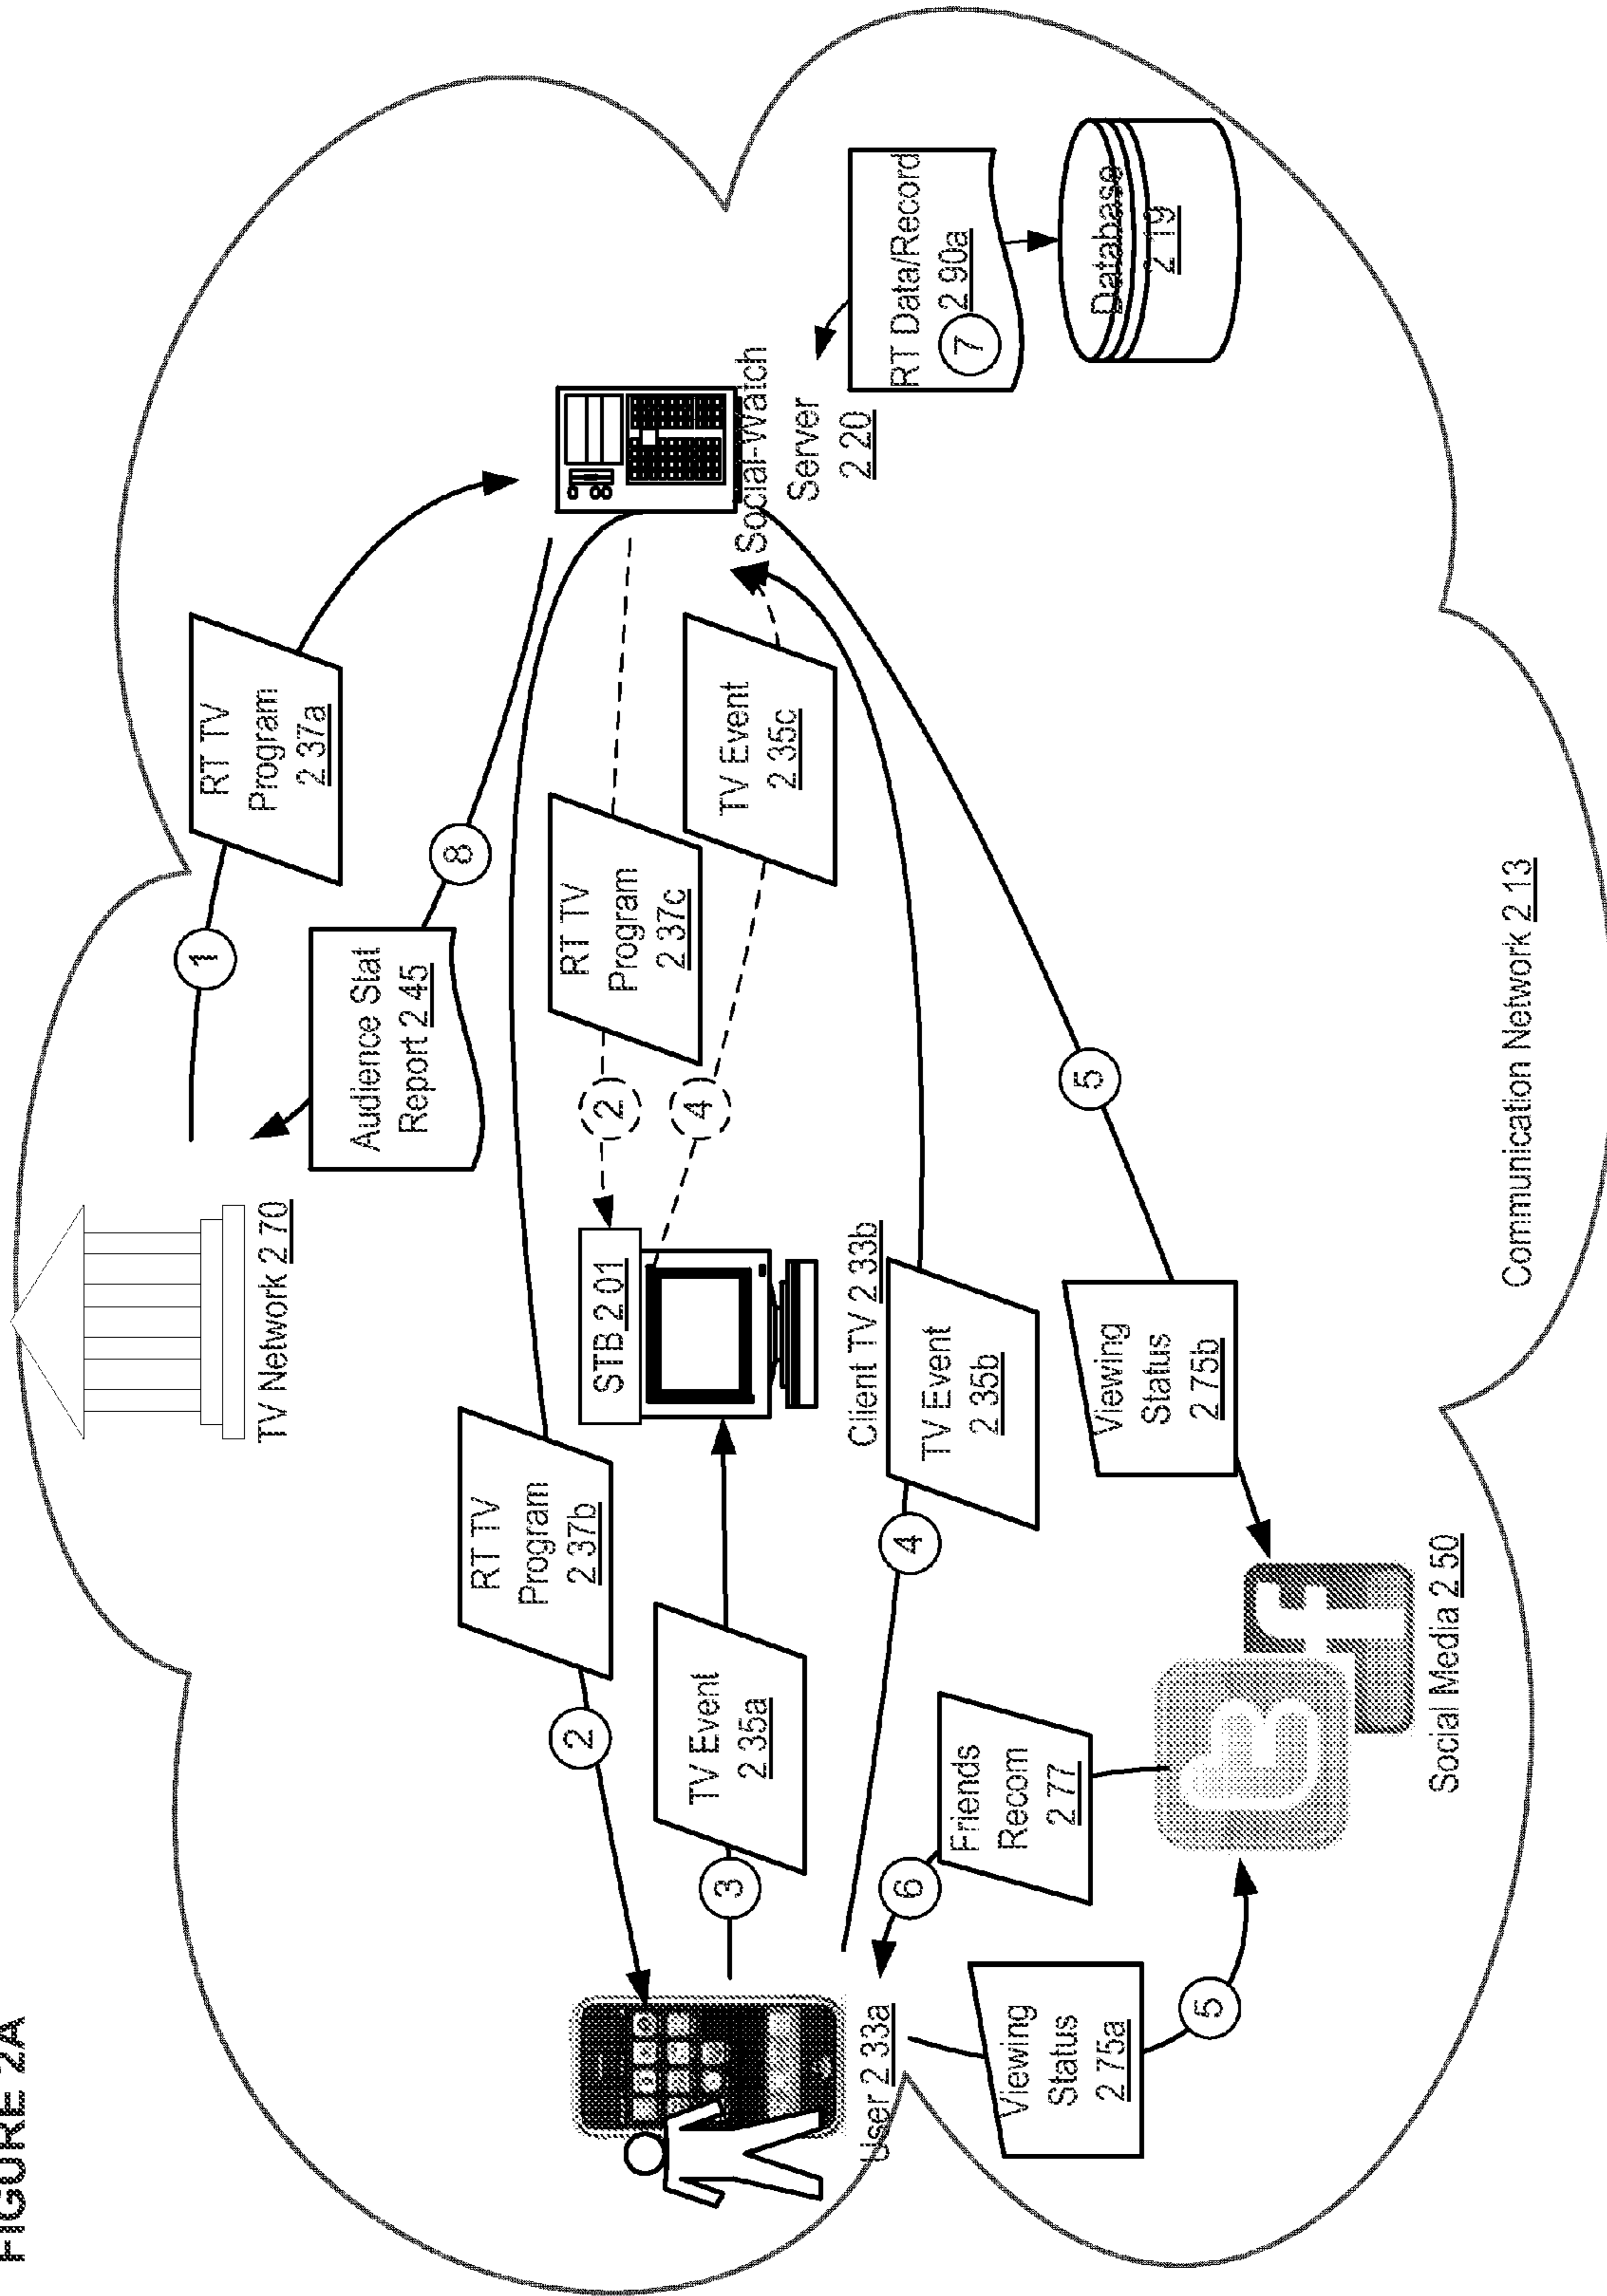 FIGURE 2A
TV Network 2 70
1
RT TV
Program
2 37a
Audience Stat
Report 2 45
8
RT TV
Program
2 37b
2
STB 2 01
2
RT TV
Program
2 37c
4
TV Event
2 35c
Social-Watch
Server
2 20
RT Data/Record
7
2 90a
Database
2 19
3
TV Event
2 35a
Client TV 2 33b
User 2 33a
4
TV Event
2 35b
6
Friends
Recom
2 77
5
Viewing
Status
2 75b
Viewing
Status
2 75a
5
f
Social Media 2 50
Communication Network 2 13